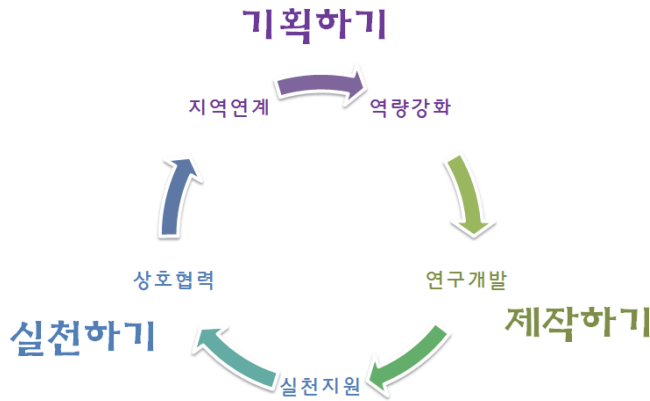 기획하기
지역연계
역량강화
연구개발
제작하기
실천지원
상호협력
실천하기